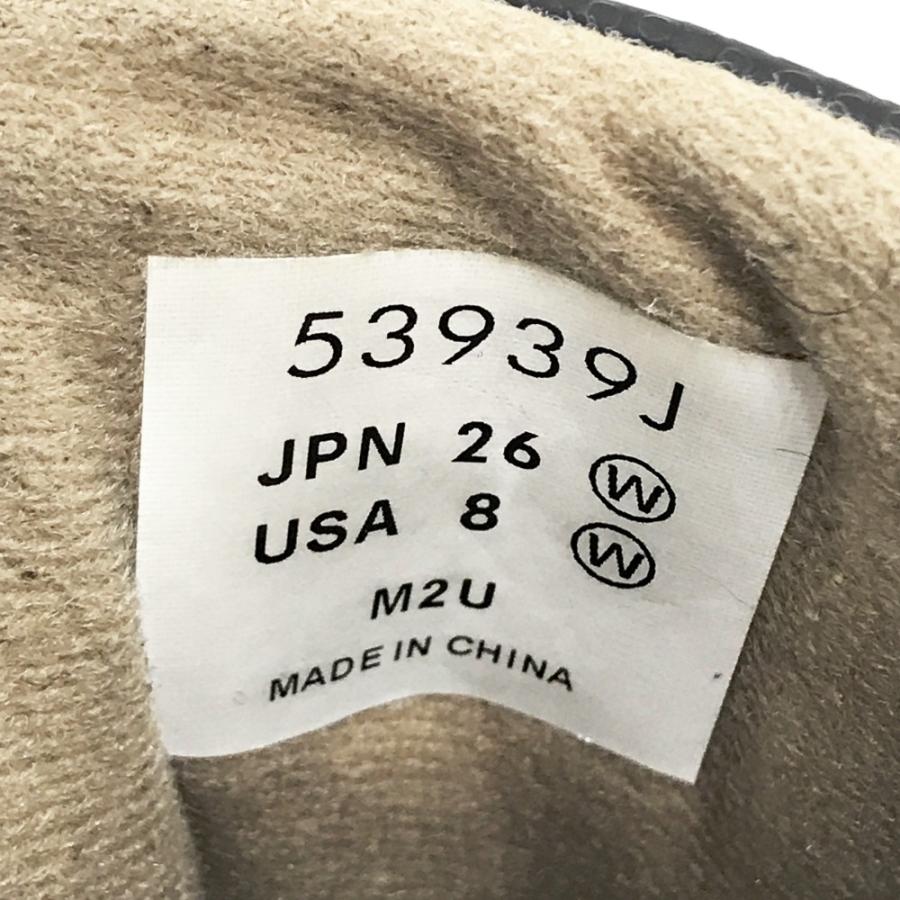 53939J
JPN 26 Ⓦ
USA 8 Ⓦ
M2U
MADE IN CHINA